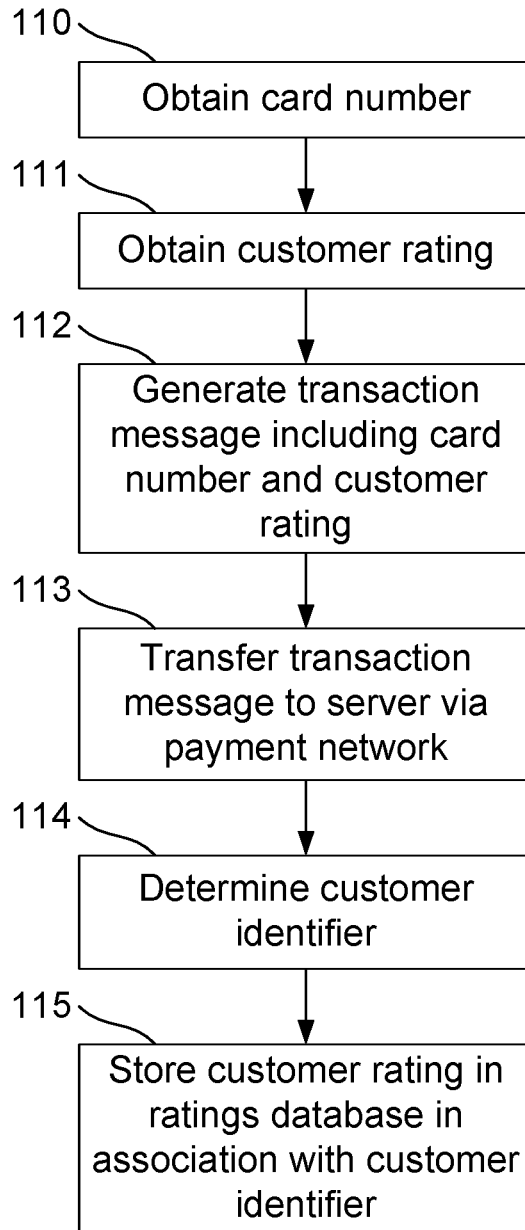 110
Obtain card number
111
Obtain customer rating
112
Generate transaction
message including card
number and customer
rating
113
Transfer transaction
message to server via
payment network
114
Determine customer
identifier
115
Store customer rating in
ratings database in
association with customer
identifier